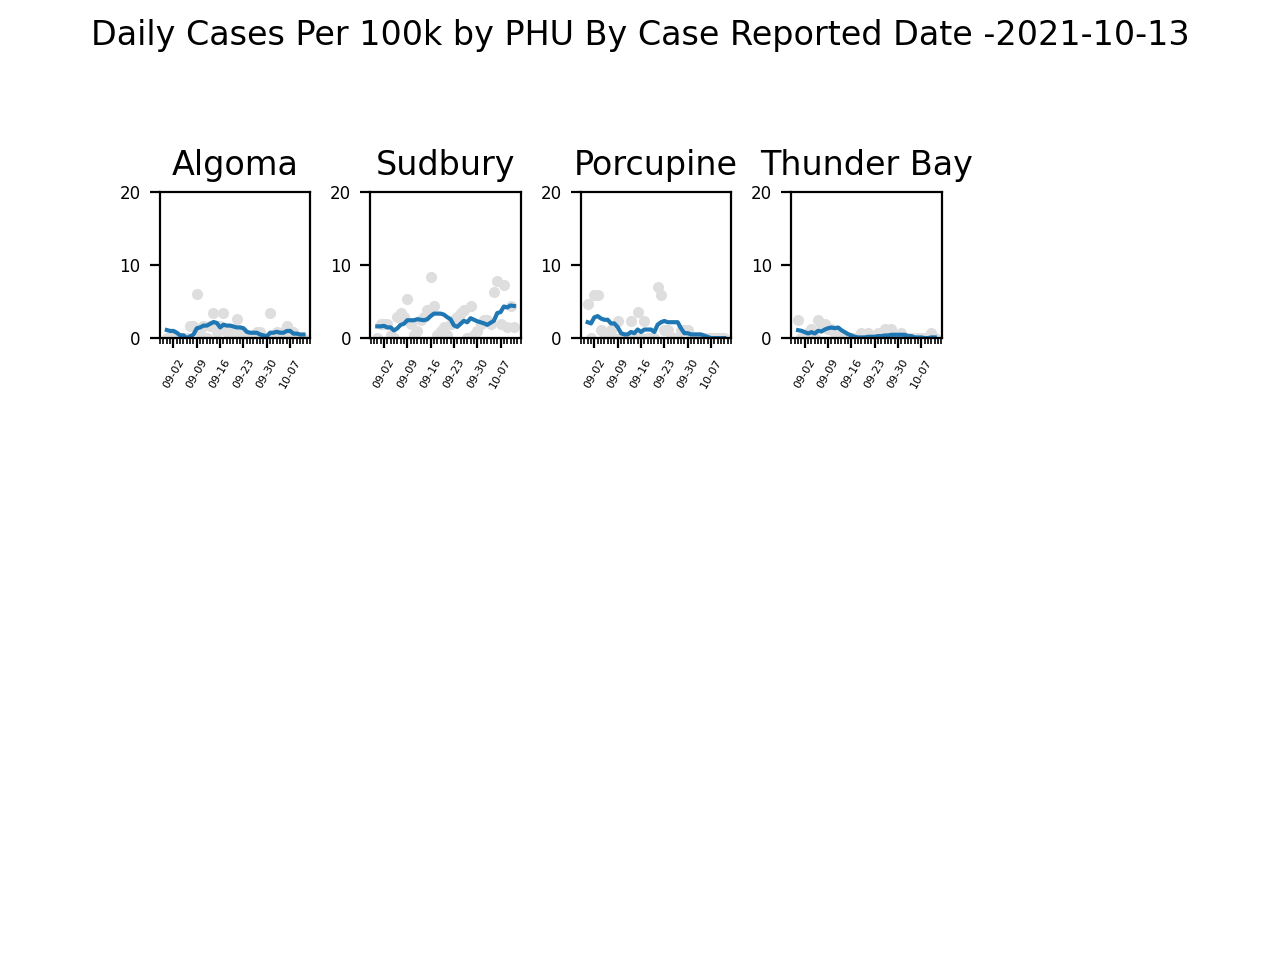 Daily Cases Per 100k by PHU By Case Reported Date -2021-10-13
Algoma Sudbury Porcupine Thunder Bay
20 20 20 20
10 10 10 10
0 0 0 0
09-02 09-09 09-16 09-23 09-30 10-07 09-02 09-09 09-16 09-23 09-30 10-07 09-02 09-09 09-16 09-23 09-30 10-07 09-02 09-09 09-16 09-23 09-30 10-07